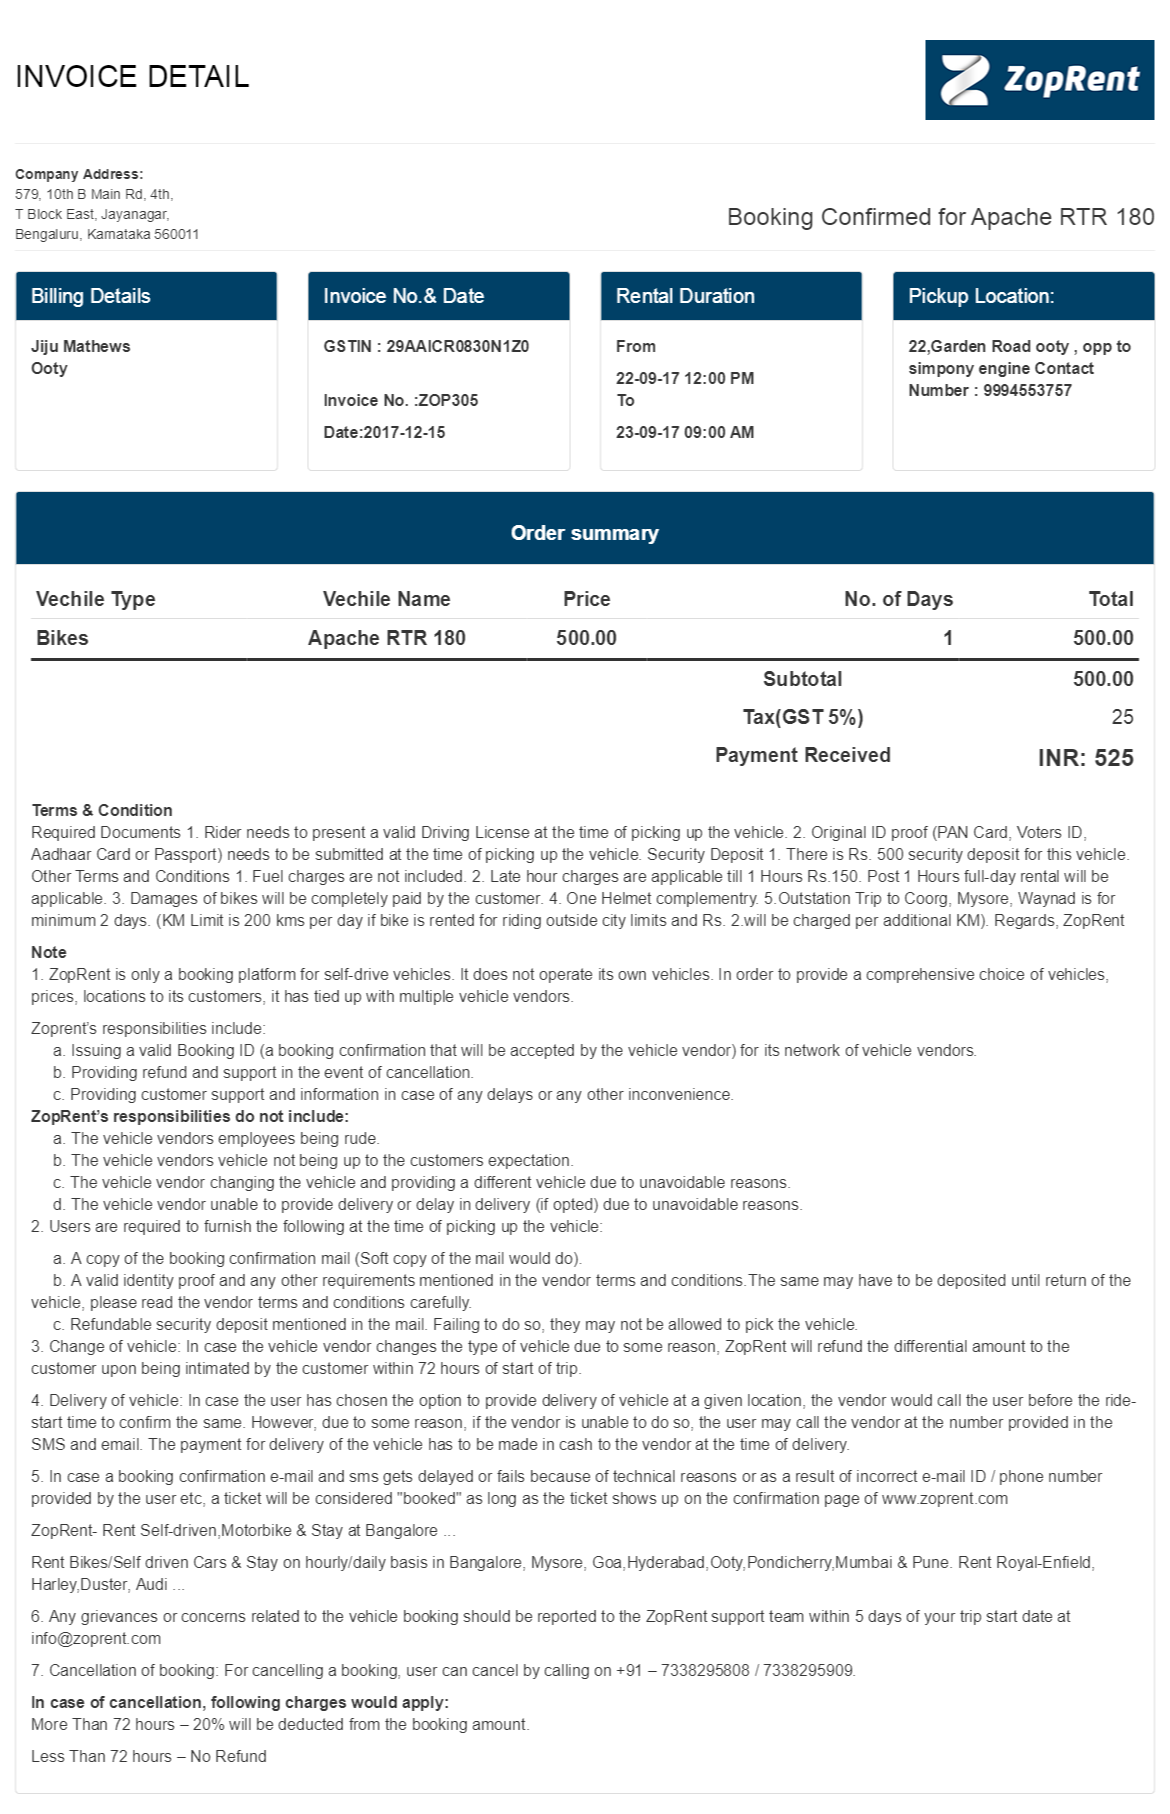 INVOICE DETAIL
ZopRent
Company Address:
579, 10th B Main Rd, 4th,
T Block East, Jayanagar,
Bengaluru, Karnataka 560011
Booking Confirmed for Apache RTR 180
Billing Details
Jiju Mathews
Ooty
Invoice No.& Date
GSTIN : 29AAICR0830N1Z0
Invoice No. :ZOP305
Date:2017-12-15
Rental Duration
From
22-09-17 12:00 PM
To
23-09-17 09:00 AM
Pickup Location:
22,Garden Road ooty , opp to
simpony engine Contact
Number : 9994553757
Order summary
Vechile Type Vechile Name Price No. of Days Total
Bikes Apache RTR 180 500.00 1 500.00
Subtotal 500.00
Tax(GST 5%) 25
Payment Received INR: 525
Terms & Condition
Required Documents 1. Rider needs to present a valid Driving License at the time of picking up the vehicle. 2. Original ID proof (PAN Card, Voters ID,
Aadhaar Card or Passport) needs to be submitted at the time of picking up the vehicle. Security Deposit 1. There is Rs. 500 security deposit for this vehicle.
Other Terms and Conditions 1. Fuel charges are not included. 2. Late hour charges are applicable till 1 Hours Rs.150. Post 1 Hours full-day rental will be
applicable. 3. Damages of bikes will be completely paid by the customer. 4. One Helmet complementry. 5.Outstation Trip to Coorg, Mysore, Waynad is for
minimum 2 days. (KM Limit is 200 kms per day if bike is rented for riding outside city limits and Rs. 2.will be charged per additional KM). Regards, ZopRent
Note
1. ZopRent is only a booking platform for self-drive vehicles. It does not operate its own vehicles. In order to provide a comprehensive choice of vehicles,
prices, locations to its customers, it has tied up with multiple vehicle vendors.
Zoprent's responsibilities include:
a. Issuing a valid Booking ID (a booking confirmation that will be accepted by the vehicle vendor) for its network of vehicle vendors.
b. Providing refund and support in the event of cancellation.
c. Providing customer support and information in case of any delays or any other inconvenience.
ZopRent's responsibilities do not include:
a. The vehicle vendors employees being rude.
b. The vehicle vendors vehicle not being up to the customers expectation.
c. The vehicle vendor changing the vehicle and providing a different vehicle due to unavoidable reasons.
d. The vehicle vendor unable to provide delivery or delay in delivery (if opted) due to unavoidable reasons.
2. Users are required to furnish the following at the time of picking up the vehicle:
a. A copy of the booking confirmation mail (Soft copy of the mail would do).
b. A valid identity proof and any other requirements mentioned in the vendor terms and conditions.The same may have to be deposited until return of the
vehicle, please read the vendor terms and conditions carefully.
c. Refundable security deposit mentioned in the mail. Failing to do so, they may not be allowed to pick the vehicle.
3. Change of vehicle: In case the vehicle vendor changes the type of vehicle due to some reason, ZopRent will refund the differential amount to the
customer upon being intimated by the customer within 72 hours of start of trip.
4. Delivery of vehicle: In case the user has chosen the option to provide delivery of vehicle at a given location, the vendor would call the user before the ride-
start time to confirm the same. However, due to some reason, if the vendor is unable to do so, the user may call the vendor at the number provided in the
SMS and email. The payment for delivery of the vehicle has to be made in cash to the vendor at the time of delivery.
5. In case a booking confirmation e-mail and sms gets delayed or fails because of technical reasons or as a result of incorrect e-mail ID / phone number
provided by the user etc, a ticket will be considered "booked" as long as the ticket shows up on the confirmation page of www.zoprent.com
ZopRent- Rent Self-driven,Motorbike & Stay at Bangalore ...
Rent Bikes/Self driven Cars & Stay on hourly/daily basis in Bangalore, Mysore, Goa,Hyderabad,Ooty,Pondicherry,Mumbai & Pune. Rent Royal-Enfield,
Harley,Duster, Audi ...
6. Any grievances or concerns related to the vehicle booking should be reported to the ZopRent support team within 5 days of your trip start date at
info@zoprent.com
7. Cancellation of booking: For cancelling a booking, user can cancel by calling on +91 – 7338295808 / 7338295909.
In case of cancellation, following charges would apply:
More Than 72 hours – 20% will be deducted from the booking amount.
Less Than 72 hours – No Refund